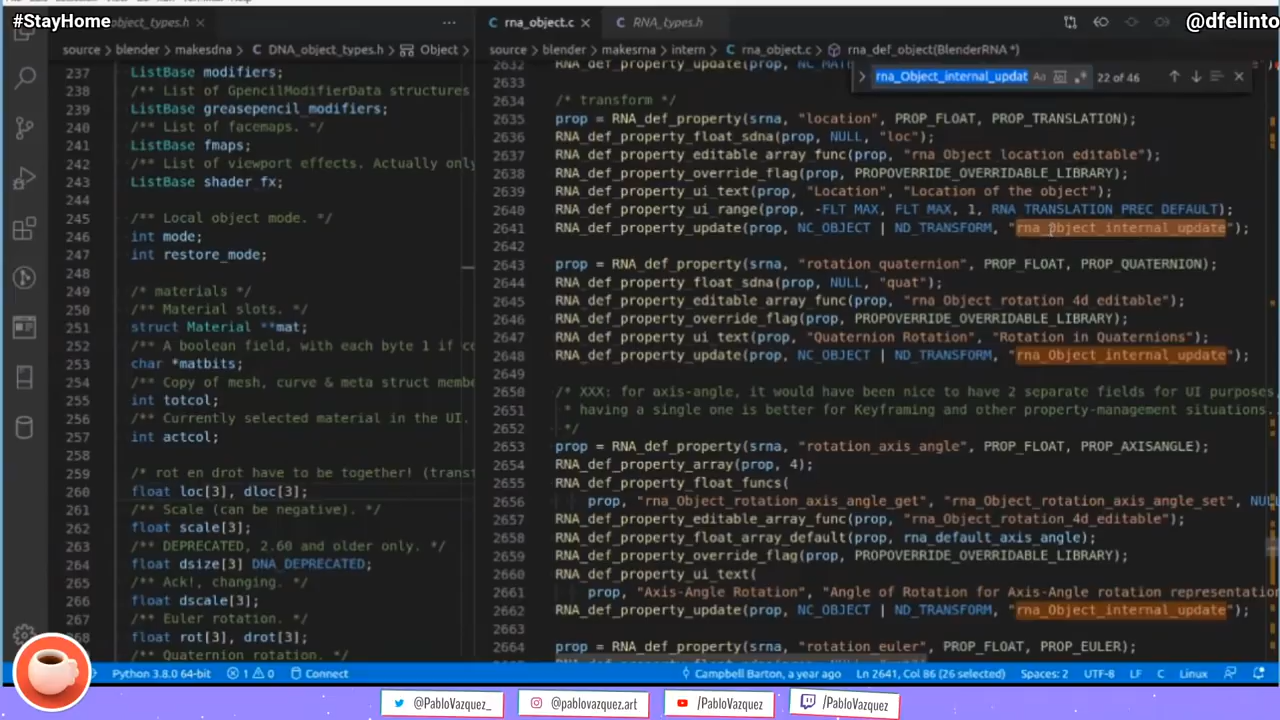 #StayHome
object_types.h
rna_object.c
RNA_types.h
@dfelinto
source > blender > makesdna > DNA_object_types.h > Object
source > blender > makesrna > intern > rna_object.c > rna_def_object(BlenderRNA *)
rna_Object_internal_updat
22 of 46
237 ListBase modifiers;
238 /** List of GpencilModifierData structures
239 ListBase greasepencil_modifiers;
240 /** List of facemaps. */
241 ListBase fmaps;
242 /** List of viewport effects. Actually only
243 ListBase shader_fx;
244
245 /** Local object mode. */
246 int mode;
247 int restore_mode;
248
249 /* materials */
250 /** Material slots. */
251 struct Material **mat;
252 /** A boolean field, with each byte 1 if co
253 char *matbits;
254 /** Copy of mesh, curve & meta struct membe
255 int totcol;
256 /** Currently selected material in the UI.
257 int actcol;
258
259 /* rot en drot have to be together! (transf
260 float loc[3], dloc[3];
261 /** Scale (can be negative). */
262 float scale[3];
263 /** DEPRECATED, 2.60 and older only. */
264 float dsize[3] DNA_DEPRECATED;
265 /** Ack!, changing. */
266 float dscale[3];
267 /** Euler rotation. */
268 float rot[3], drot[3];
/** Quaternion rotation. */
2632 RNA_def_property_update(prop, NC_MATE
2633
2634 /* transform */
2635 prop = RNA_def_property(srna, "location", PROP_FLOAT, PROP_TRANSLATION);
2636 RNA_def_property_float_sdna(prop, NULL, "loc");
2637 RNA_def_property_editable_array_func(prop, "rna_Object_location_editable");
2638 RNA_def_property_override_flag(prop, PROPOVERRIDE_OVERRIDABLE_LIBRARY);
2639 RNA_def_property_ui_text(prop, "Location", "Location of the object");
2640 RNA_def_property_ui_range(prop, -FLT_MAX, FLT_MAX, 1, RNA_TRANSLATION_PREC_DEFAULT);
2641 RNA_def_property_update(prop, NC_OBJECT | ND_TRANSFORM, "rna_Object_internal_update");
2642
2643 prop = RNA_def_property(srna, "rotation_quaternion", PROP_FLOAT, PROP_QUATERNION);
2644 RNA_def_property_float_sdna(prop, NULL, "quat");
2645 RNA_def_property_editable_array_func(prop, "rna_Object_rotation_4d_editable");
2646 RNA_def_property_override_flag(prop, PROPOVERRIDE_OVERRIDABLE_LIBRARY);
2647 RNA_def_property_ui_text(prop, "Quaternion Rotation", "Rotation in Quaternions");
2648 RNA_def_property_update(prop, NC_OBJECT | ND_TRANSFORM, "rna_Object_internal_update");
2649
2650 /* XXX: for axis-angle, it would have been nice to have 2 separate fields for UI purposes,
2651 * having a single one is better for Keyframing and other property-management situations...
2652 */
2653 prop = RNA_def_property(srna, "rotation_axis_angle", PROP_FLOAT, PROP_AXISANGLE);
2654 RNA_def_property_array(prop, 4);
2655 RNA_def_property_float_funcs(
2656 prop, "rna_Object_rotation_axis_angle_get", "rna_Object_rotation_axis_angle_set", NUL
2657 RNA_def_property_editable_array_func(prop, "rna_Object_rotation_4d_editable");
2658 RNA_def_property_float_array_default(prop, rna_default_axis_angle);
2659 RNA_def_property_override_flag(prop, PROPOVERRIDE_OVERRIDABLE_LIBRARY);
2660 RNA_def_property_ui_text(
2661 prop, "Axis-Angle Rotation", "Angle of Rotation for Axis-Angle rotation representation
2662 RNA_def_property_update(prop, NC_OBJECT | ND_TRANSFORM, "rna_Object_internal_update");
2663
2664 prop = RNA_def_property(srna, "rotation_euler", PROP_FLOAT, PROP_EULER);
Python 3.8.0 64-bit
1
0
Connect
Campbell Barton, a year ago
Ln 2641, Col 86 (26 selected)
Spaces: 2
UTF-8
LF
C
Linux
@PabloVazquez_
@pablovazquez.art
/PabloVazquez
/PabloVazquez